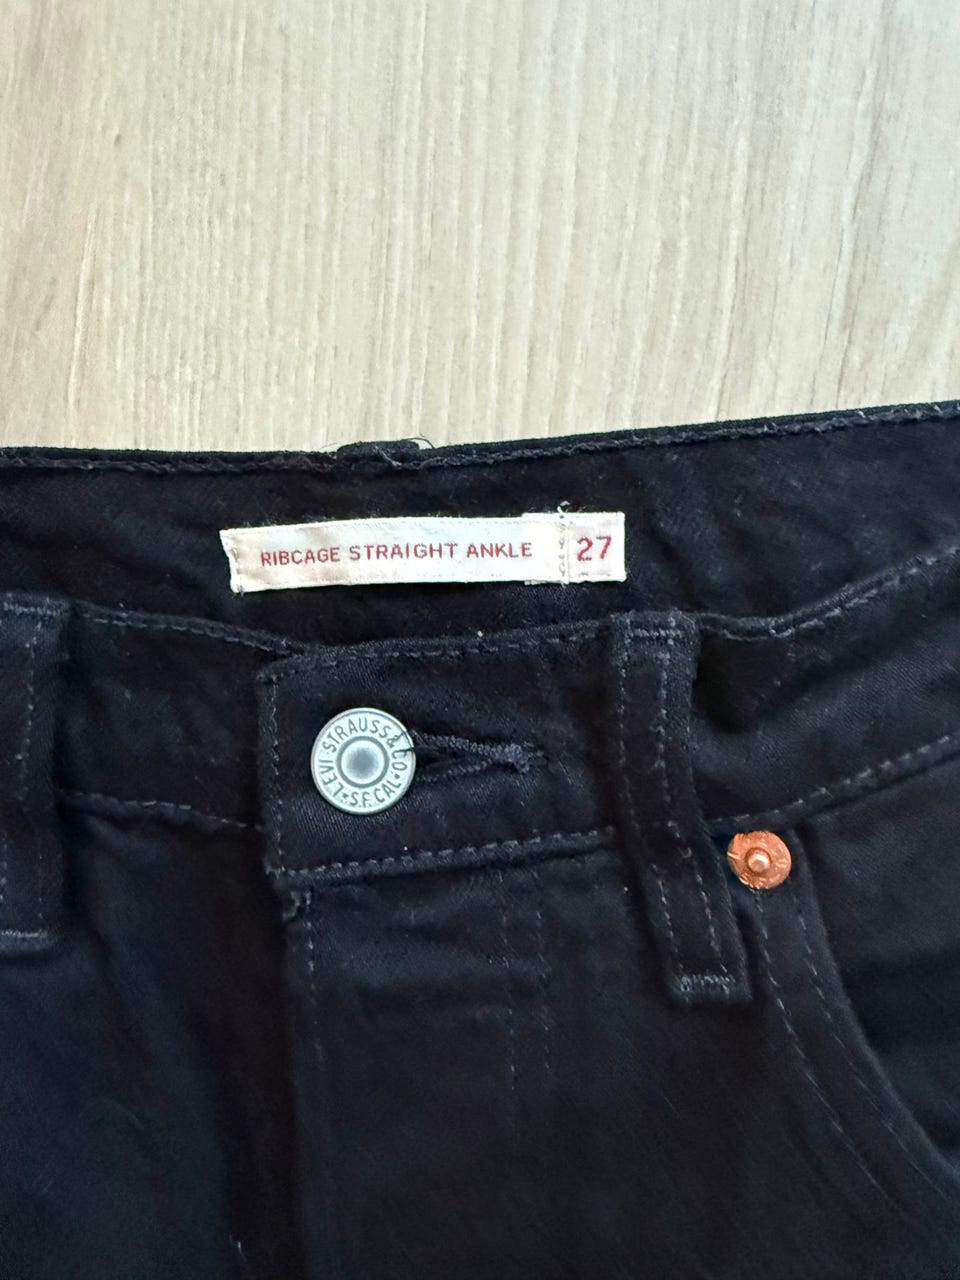 RIBCAGE STRAIGHT ANKLE 27
LEVI STRAUSS & CO
S.F. CAL